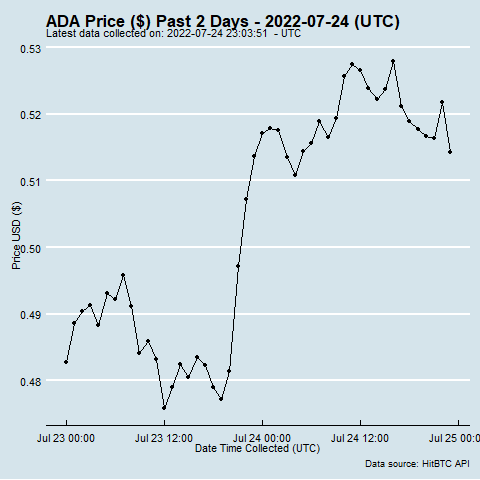 ADA Price ($) Past 2 Days - 2022-07-24 (UTC)
Latest data collected on: 2022-07-24 23:03:51 - UTC
0.53
0.52
0.51
0.50
0.49
0.48
Price USD ($)
Jul 23 00:00 Jul 23 12:00 Jul 24 00:00 Jul 24 12:00 Jul 25 00:00
Date Time Collected (UTC)
Data source: HitBTC API